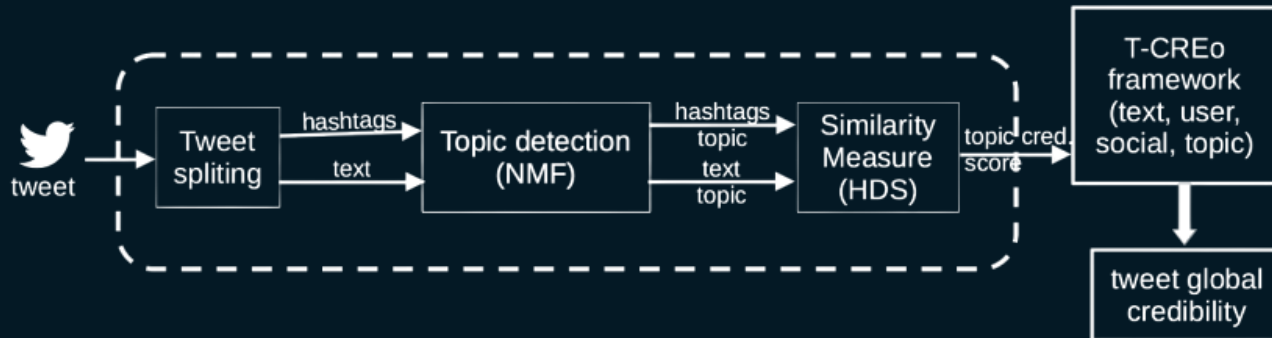 tweet
Tweet
spliting
hashtags
text
Topic detection
(NMF)
hashtags
topic
text
topic
Similarity
Measure
(HDS)
topic cred.
score
T-CREo
framework
(text, user,
social, topic)
tweet global
credibility